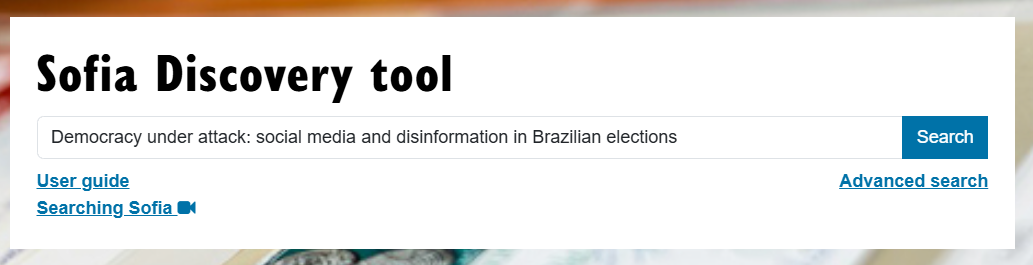 Sofia Discovery tool
Democracy under attack: social media and disinformation in Brazilian elections
Search
User guide
Advanced search
Searching Sofia